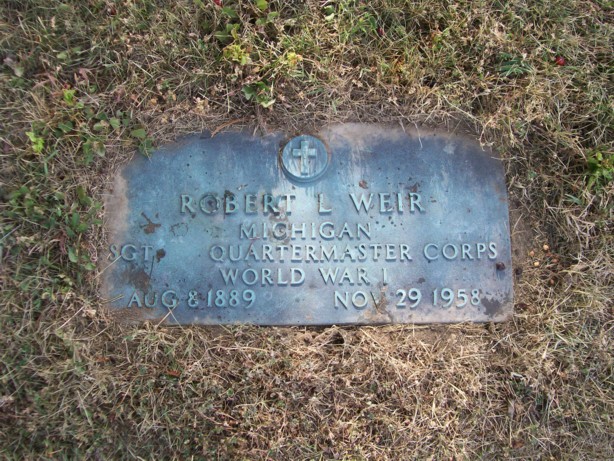 ROBERT L WEIR
MICHIGAN
SGT QUARTERMASTER CORPS
WORLD WAR I
AUG 8 1889 NOV 29 1958